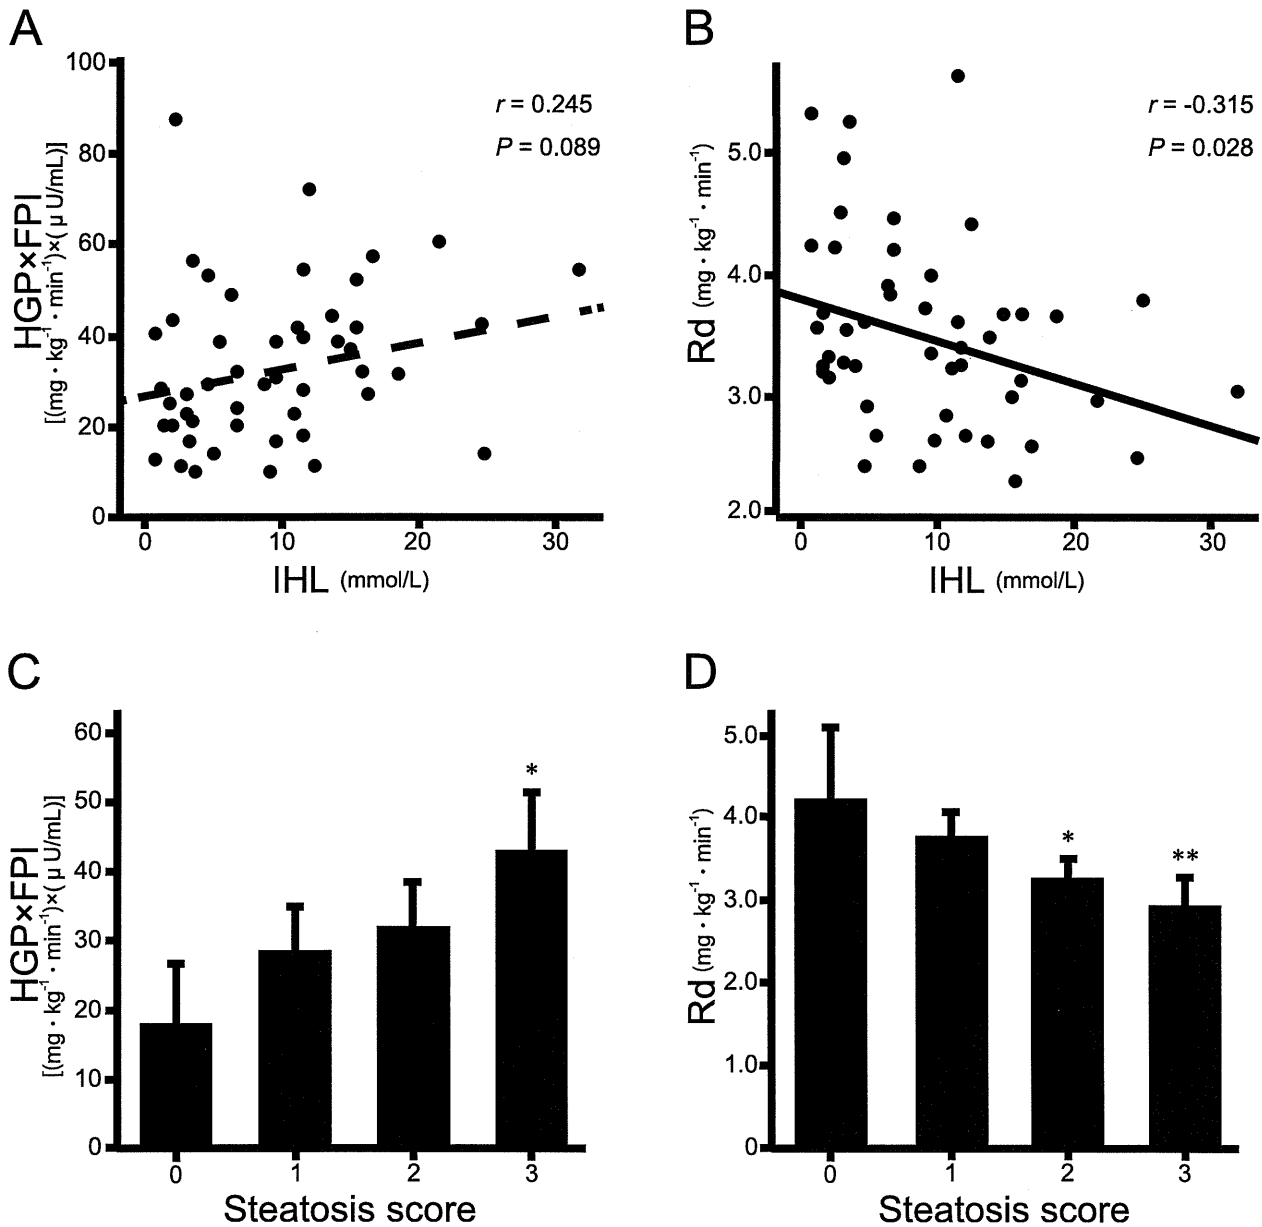 A
100
80
60
40
20
0
0 10 20 30
HGP×FPI
[(mg・kg⁻¹・min⁻¹)×(μU/mL)]
IHL (mmol/L)
r = 0.245
P = 0.089
B
5.0
4.0
3.0
2.0
0 10 20 30
Rd (mg・kg⁻¹・min⁻¹)
IHL (mmol/L)
r = -0.315
P = 0.028
C
60
50
40
30
20
10
0
0 1 2 3
HGP×FPI
[(mg・kg⁻¹・min⁻¹)×(μU/mL)]
*
Steatosis score
D
5.0
4.0
3.0
2.0
1.0
0
0 1 2 3
Rd (mg・kg⁻¹・min⁻¹)
*
**
Steatosis score